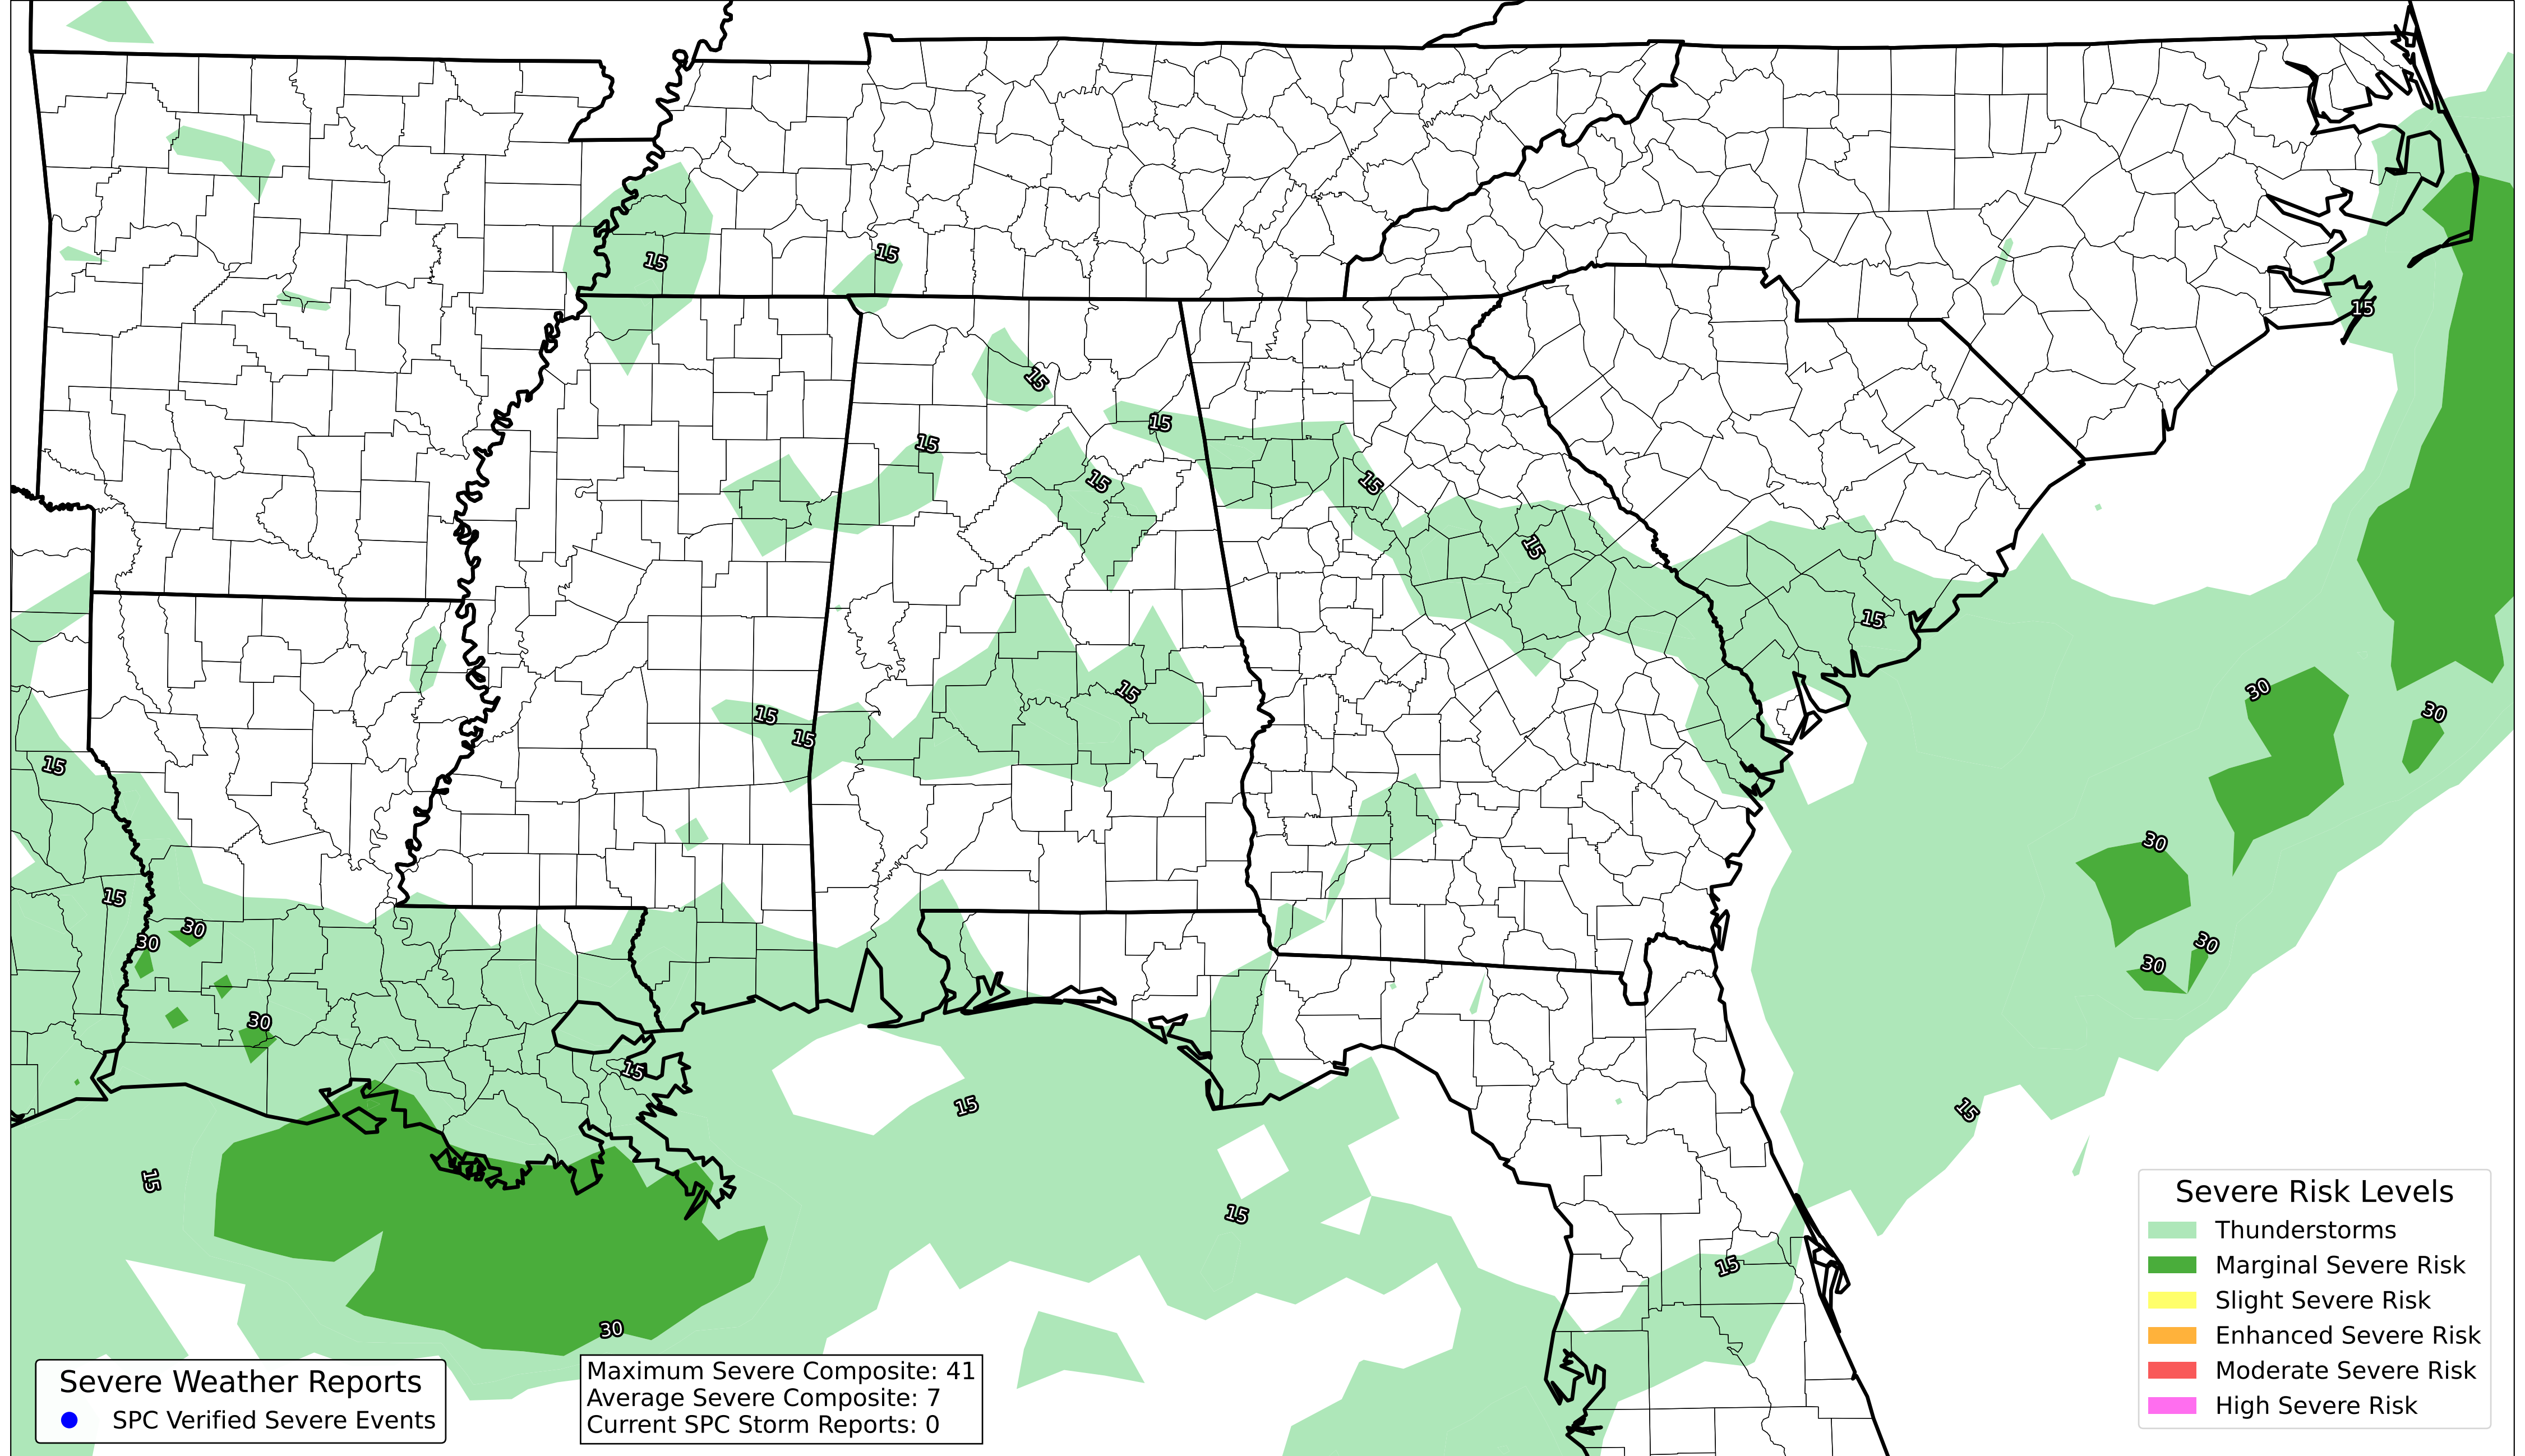 15
15
15
15
15
15
15
15
15
15
15
15
15
30
30
15
30
15
30
30
30
30
30
30
15
15
15
15
15
15
30
Severe Risk Levels
Thunderstorms
Marginal Severe Risk
Slight Severe Risk
Enhanced Severe Risk
Moderate Severe Risk
High Severe Risk
Severe Weather Reports
SPC Verified Severe Events
Maximum Severe Composite: 41
Average Severe Composite: 7
Current SPC Storm Reports: 0